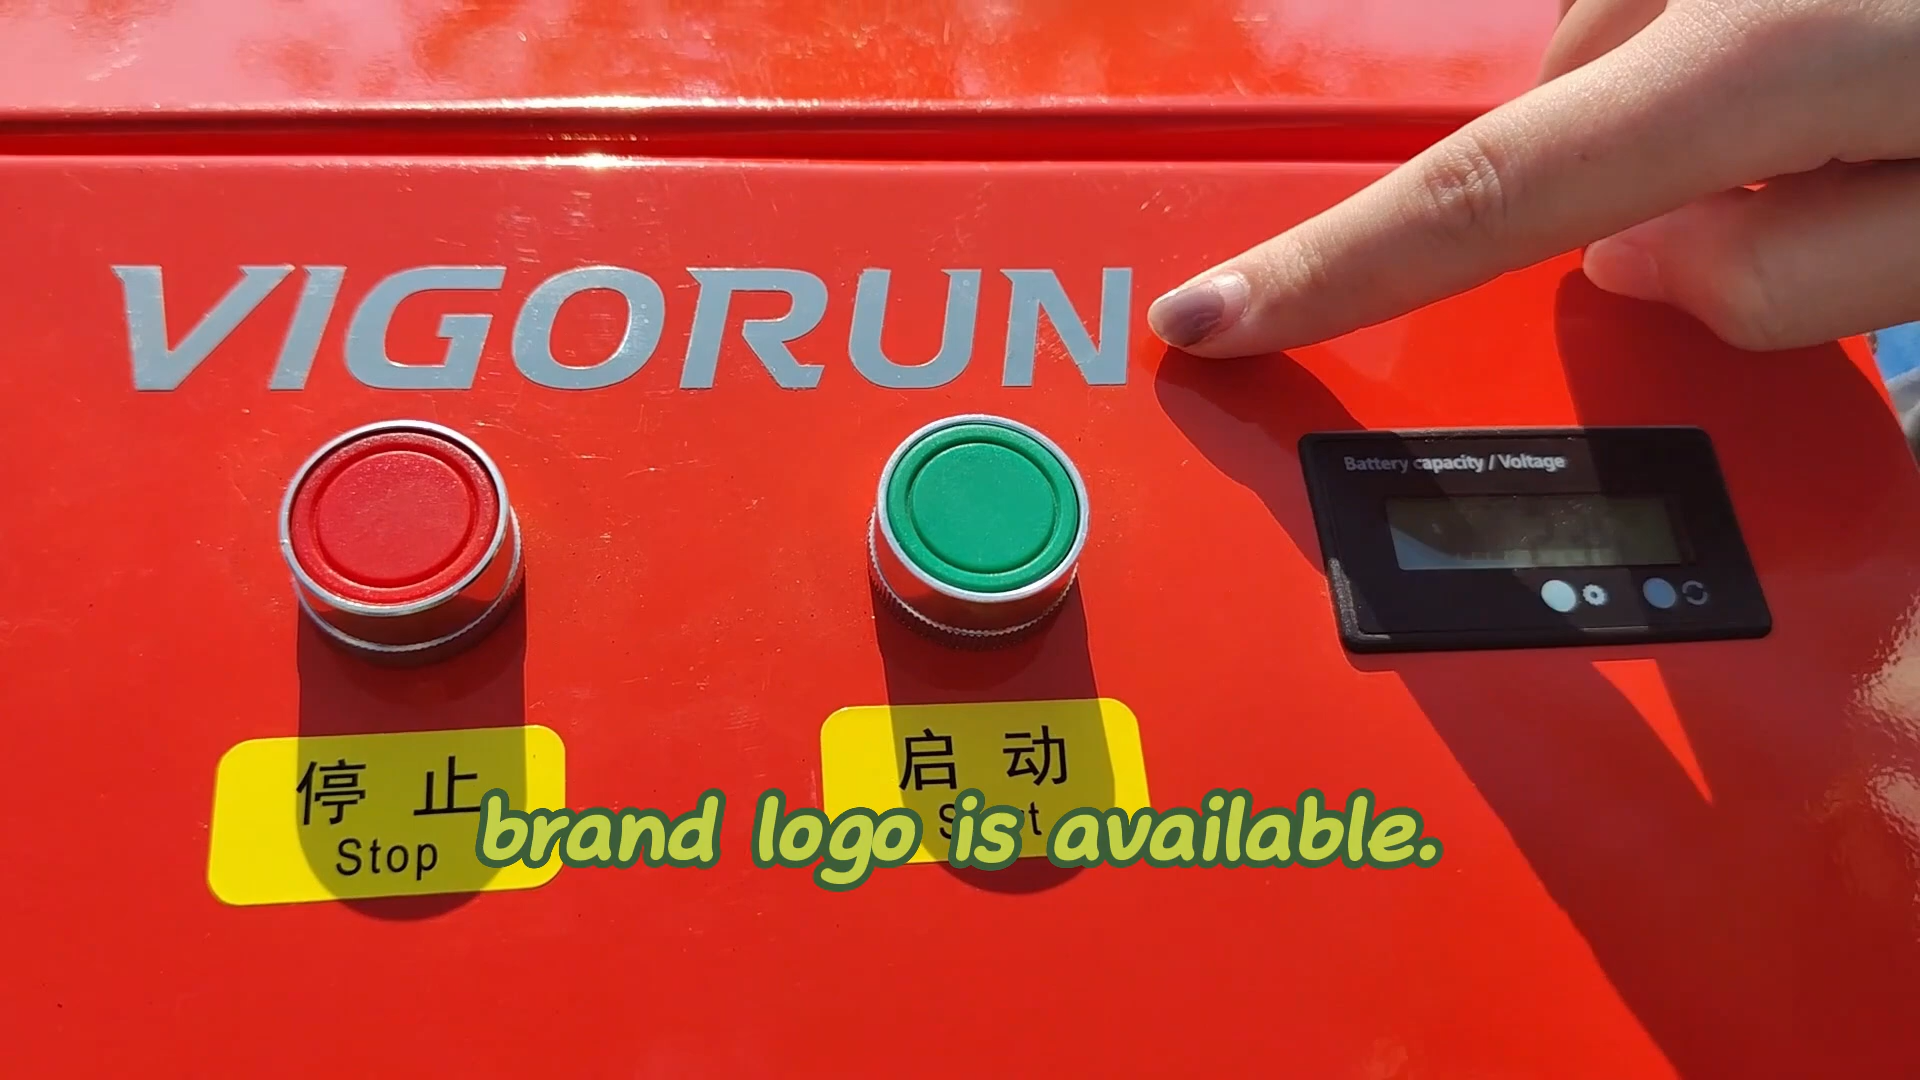 VIGORUN
Battery capacity / Voltage
停止
Stop
启动
brand logo is available.